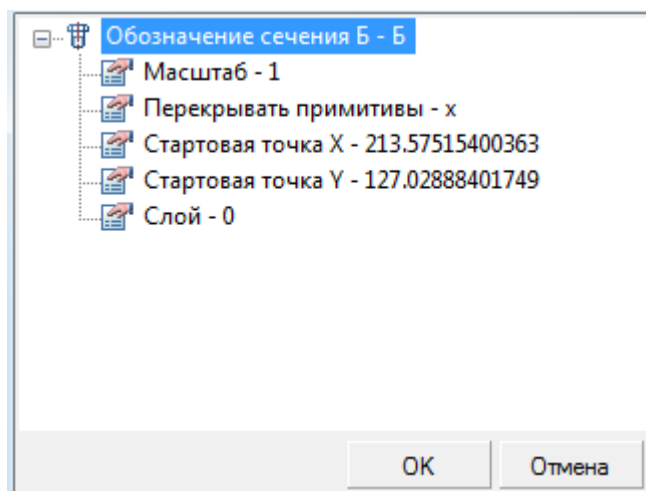 Обозначение сечения Б - Б
Масштаб - 1
Перекрывать примитивы - x
Стартовая точка X - 213.57515400363
Стартовая точка Y - 127.02888401749
Слой - 0
OK Отмена